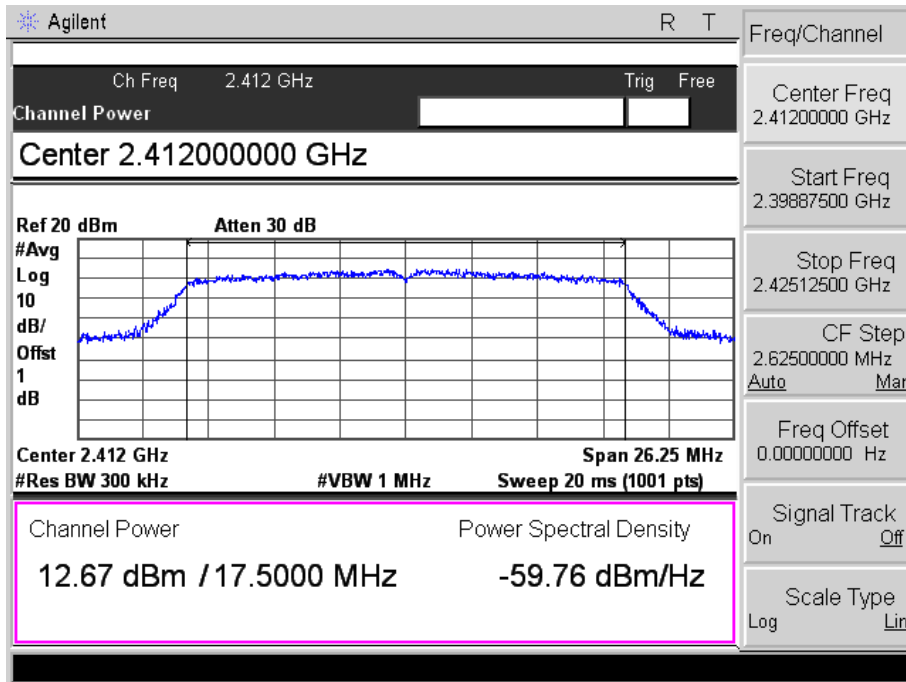 Agilent R T
Ch Freq 2.412 GHz Trig Free
Channel Power
Center 2.412000000 GHz
Ref 20 dBm Atten 30 dB
#Avg
Log
10
dB/
Offst
1
dB
Center 2.412 GHz Span 26.25 MHz
#Res BW 300 kHz #VBW 1 MHz Sweep 20 ms (1001 pts)
Channel Power Power Spectral Density
12.67 dBm / 17.5000 MHz -59.76 dBm/Hz
Freq/Channel
Center Freq
2.41200000 GHz
Start Freq
2.39887500 GHz
Stop Freq
2.42512500 GHz
CF Step
2.62500000 MHz
Auto Man
Freq Offset
0.00000000 Hz
Signal Track
On Off
Scale Type
Log Lin